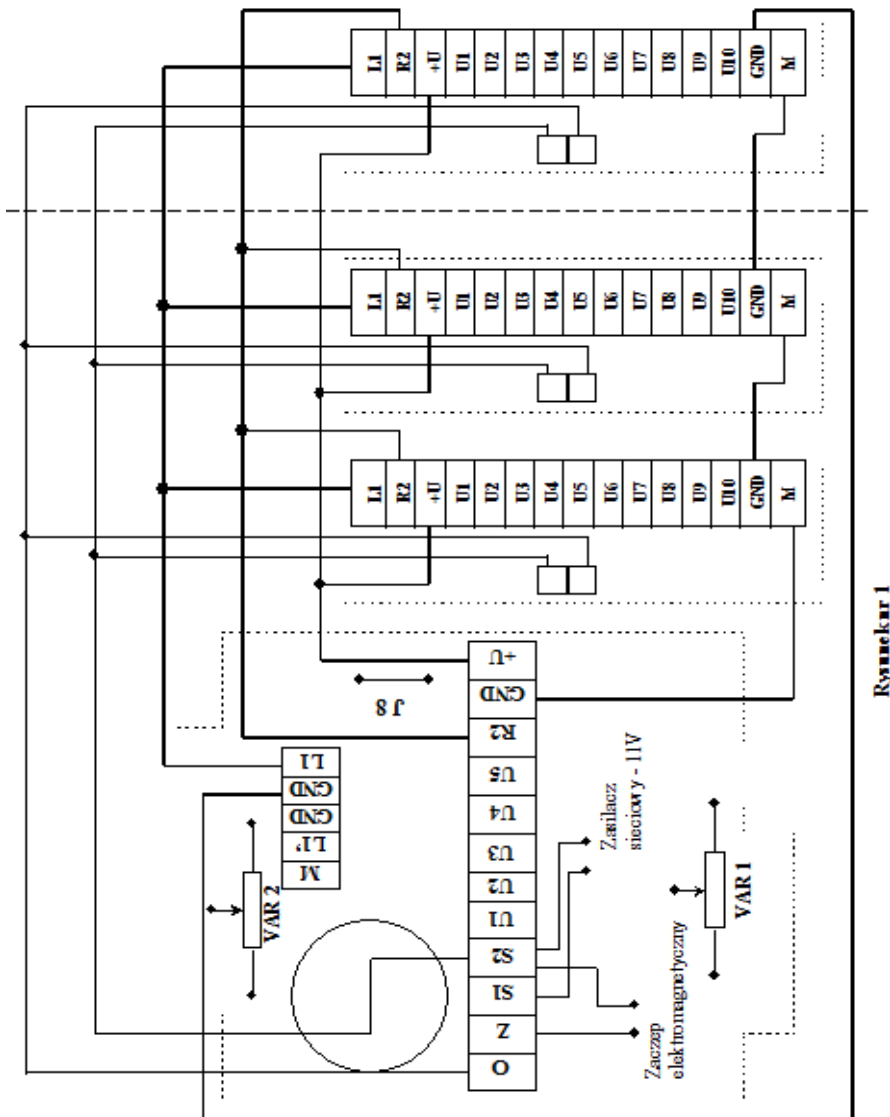 L1
R2
+U
U1
U2
U3
U4
U5
U6
U7
U8
U9
U10
GND
M
L1
R2
+U
U1
U2
U3
U4
U5
U6
U7
U8
U9
U10
GND
M
L1
R2
+U
U1
U2
U3
U4
U5
U6
U7
U8
U9
U10
GND
M
J 8
L1
GND
GND
L1'
M
VAR 2
+U
GND
R2
U5
U4
U3
U2
U1
S2
S1
Z
O
Zasilacz
sieciowy - 11V
Zaczep
elektromagnetyczny
VAR 1
Rysunek nr 1